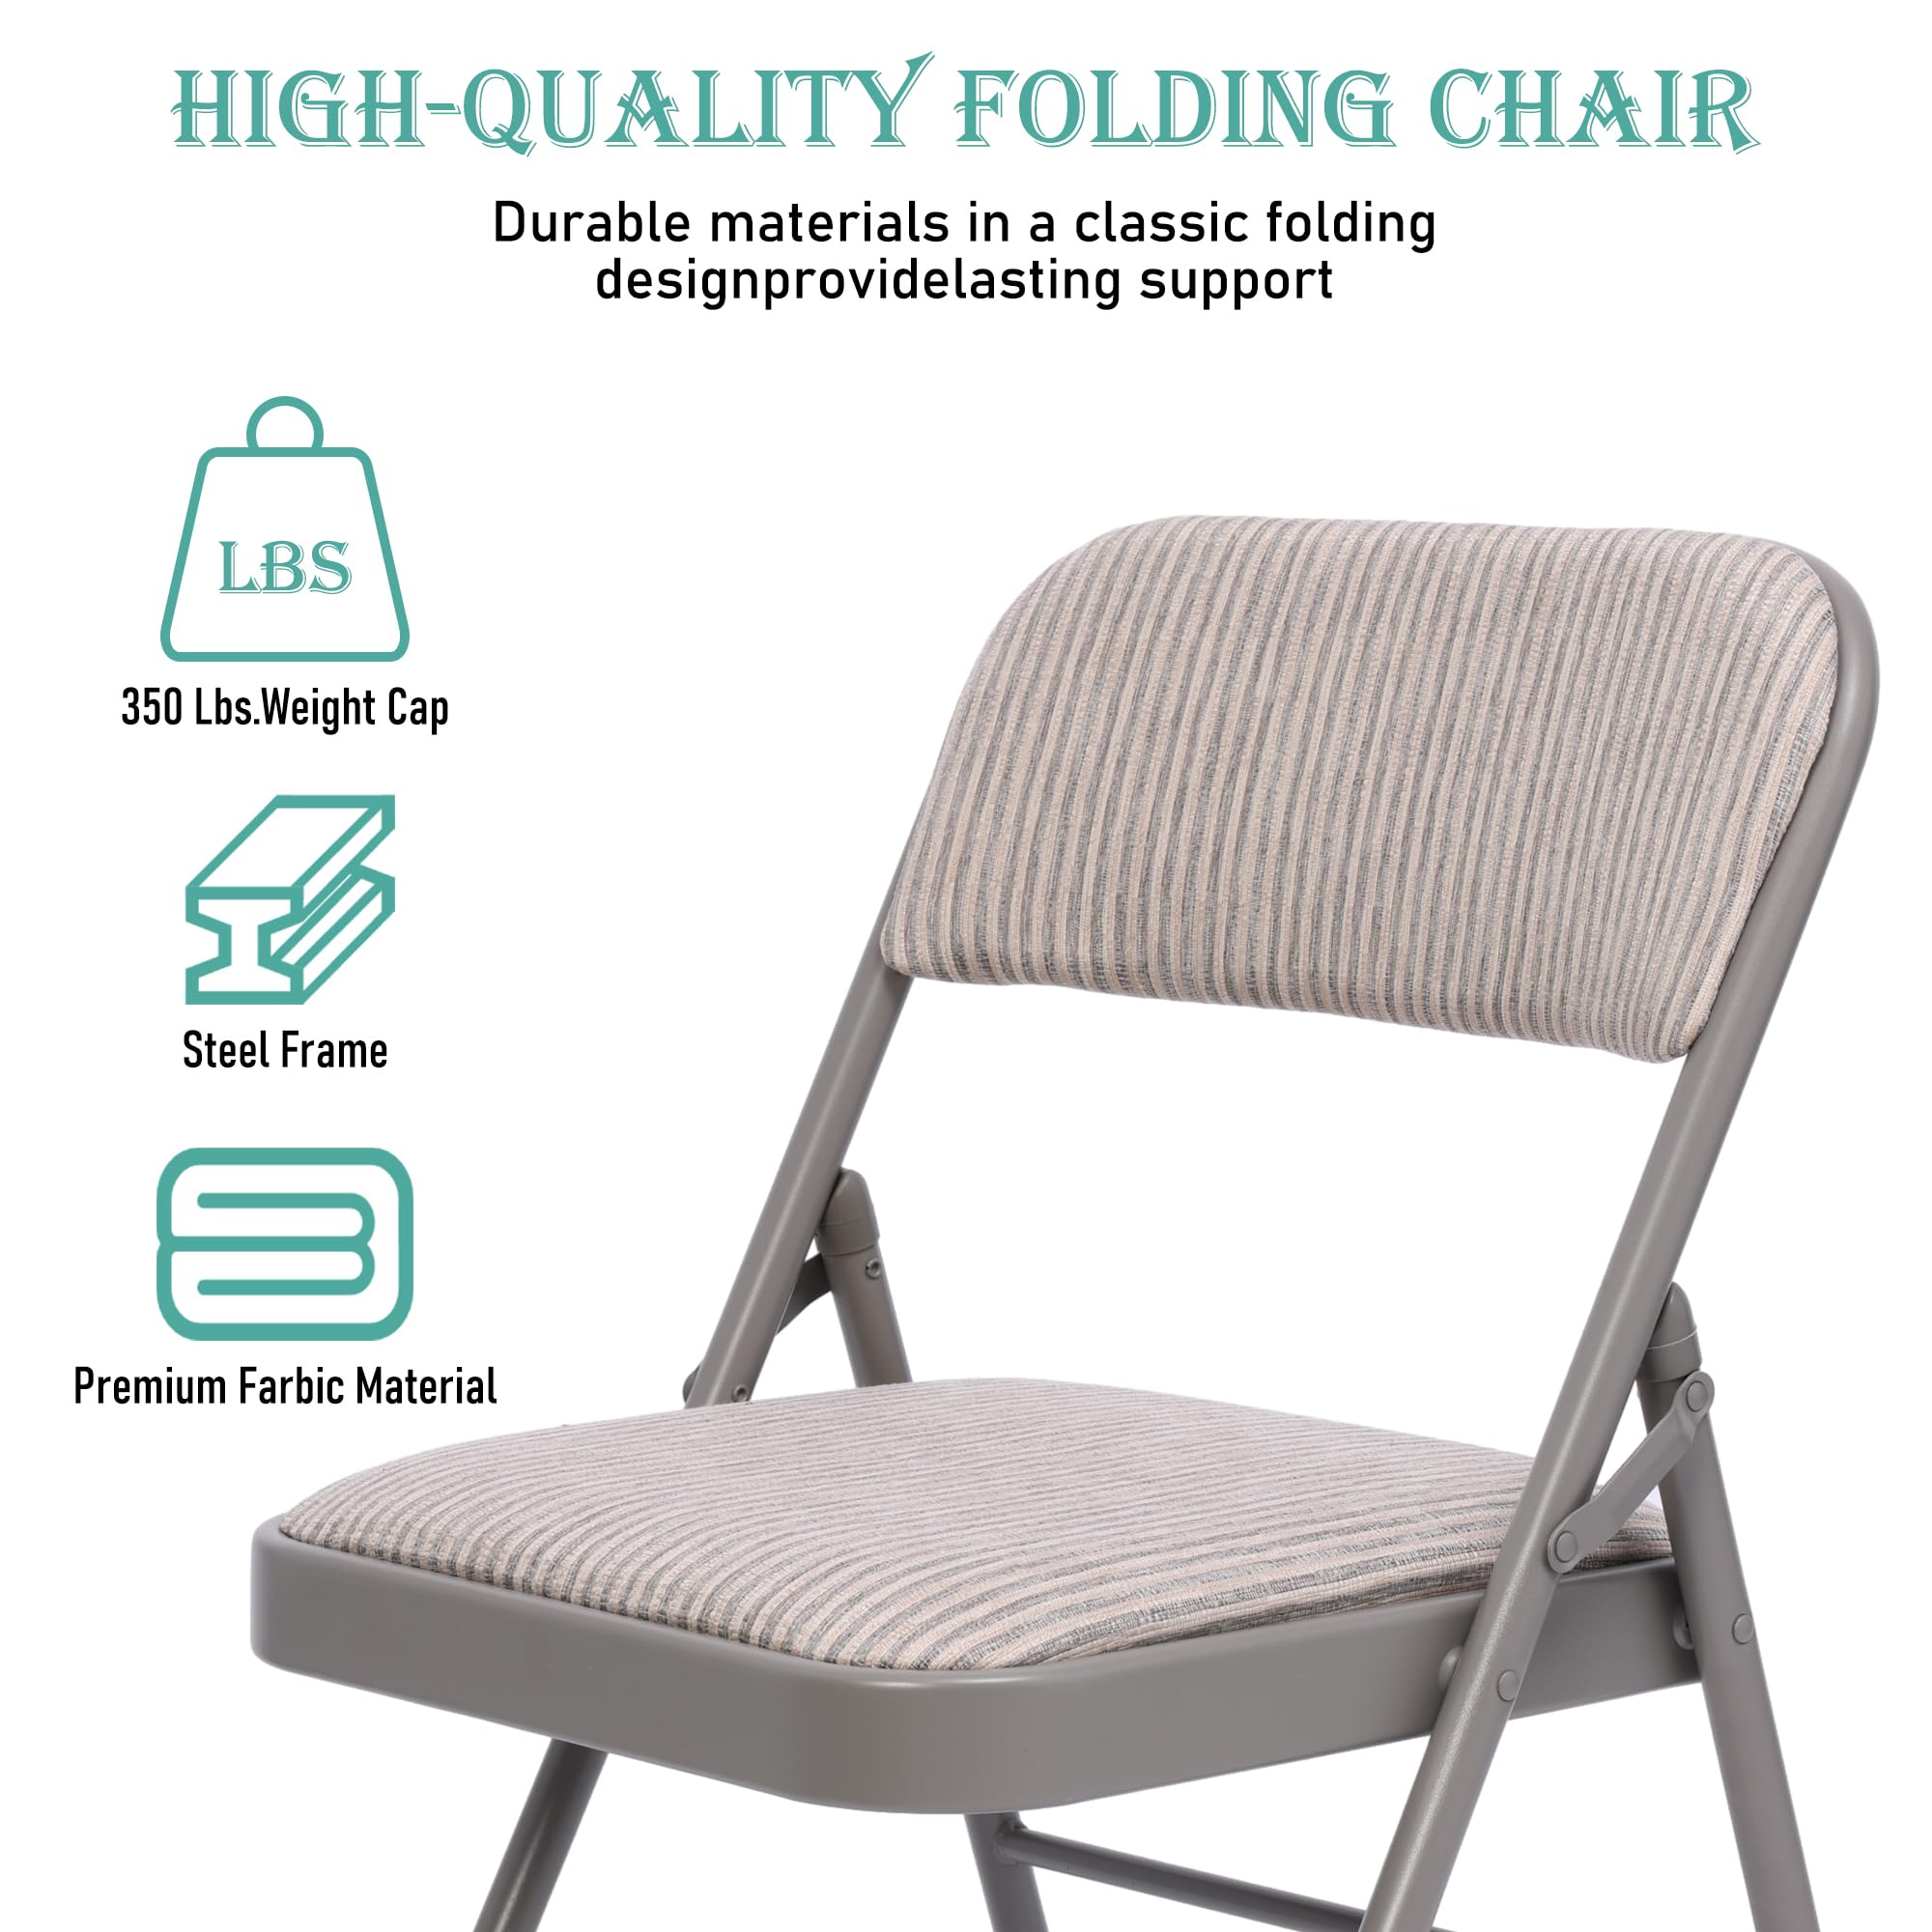 HIGH-QUALITY FOLDING CHAIR
Durable materials in a classic folding
designprovidelasting support
LBS
350 Lbs.Weight Cap
Steel Frame
Premium Farbic Material